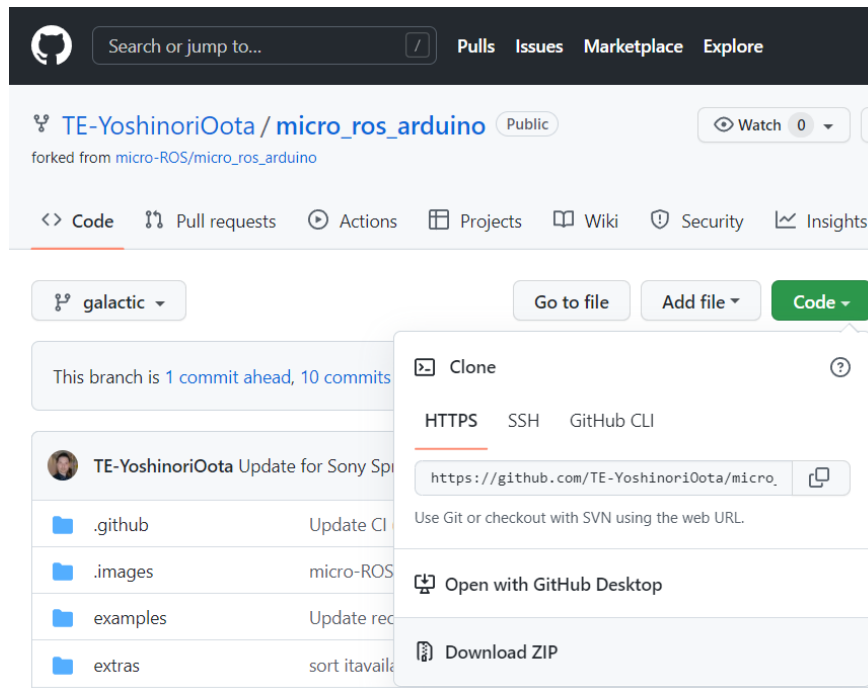 Search or jump to... / Pulls Issues Marketplace Explore
TE-YoshinoriOota / micro_ros_arduino Public Watch 0
forked from micro-ROS/micro_ros_arduino
<> Code Pull requests Actions Projects Wiki Security Insights
galactic Go to file Add file Code
This branch is 1 commit ahead, 10 commits
Clone ?
HTTPS SSH GitHub CLI
TE-YoshinoriOota Update for Sony Spr
https://github.com/TE-YoshinoriOota/micro_
.github Update CI
Use Git or checkout with SVN using the web URL.
.images micro-ROS
Open with GitHub Desktop
examples Update rec
Download ZIP
extras sort itavaila